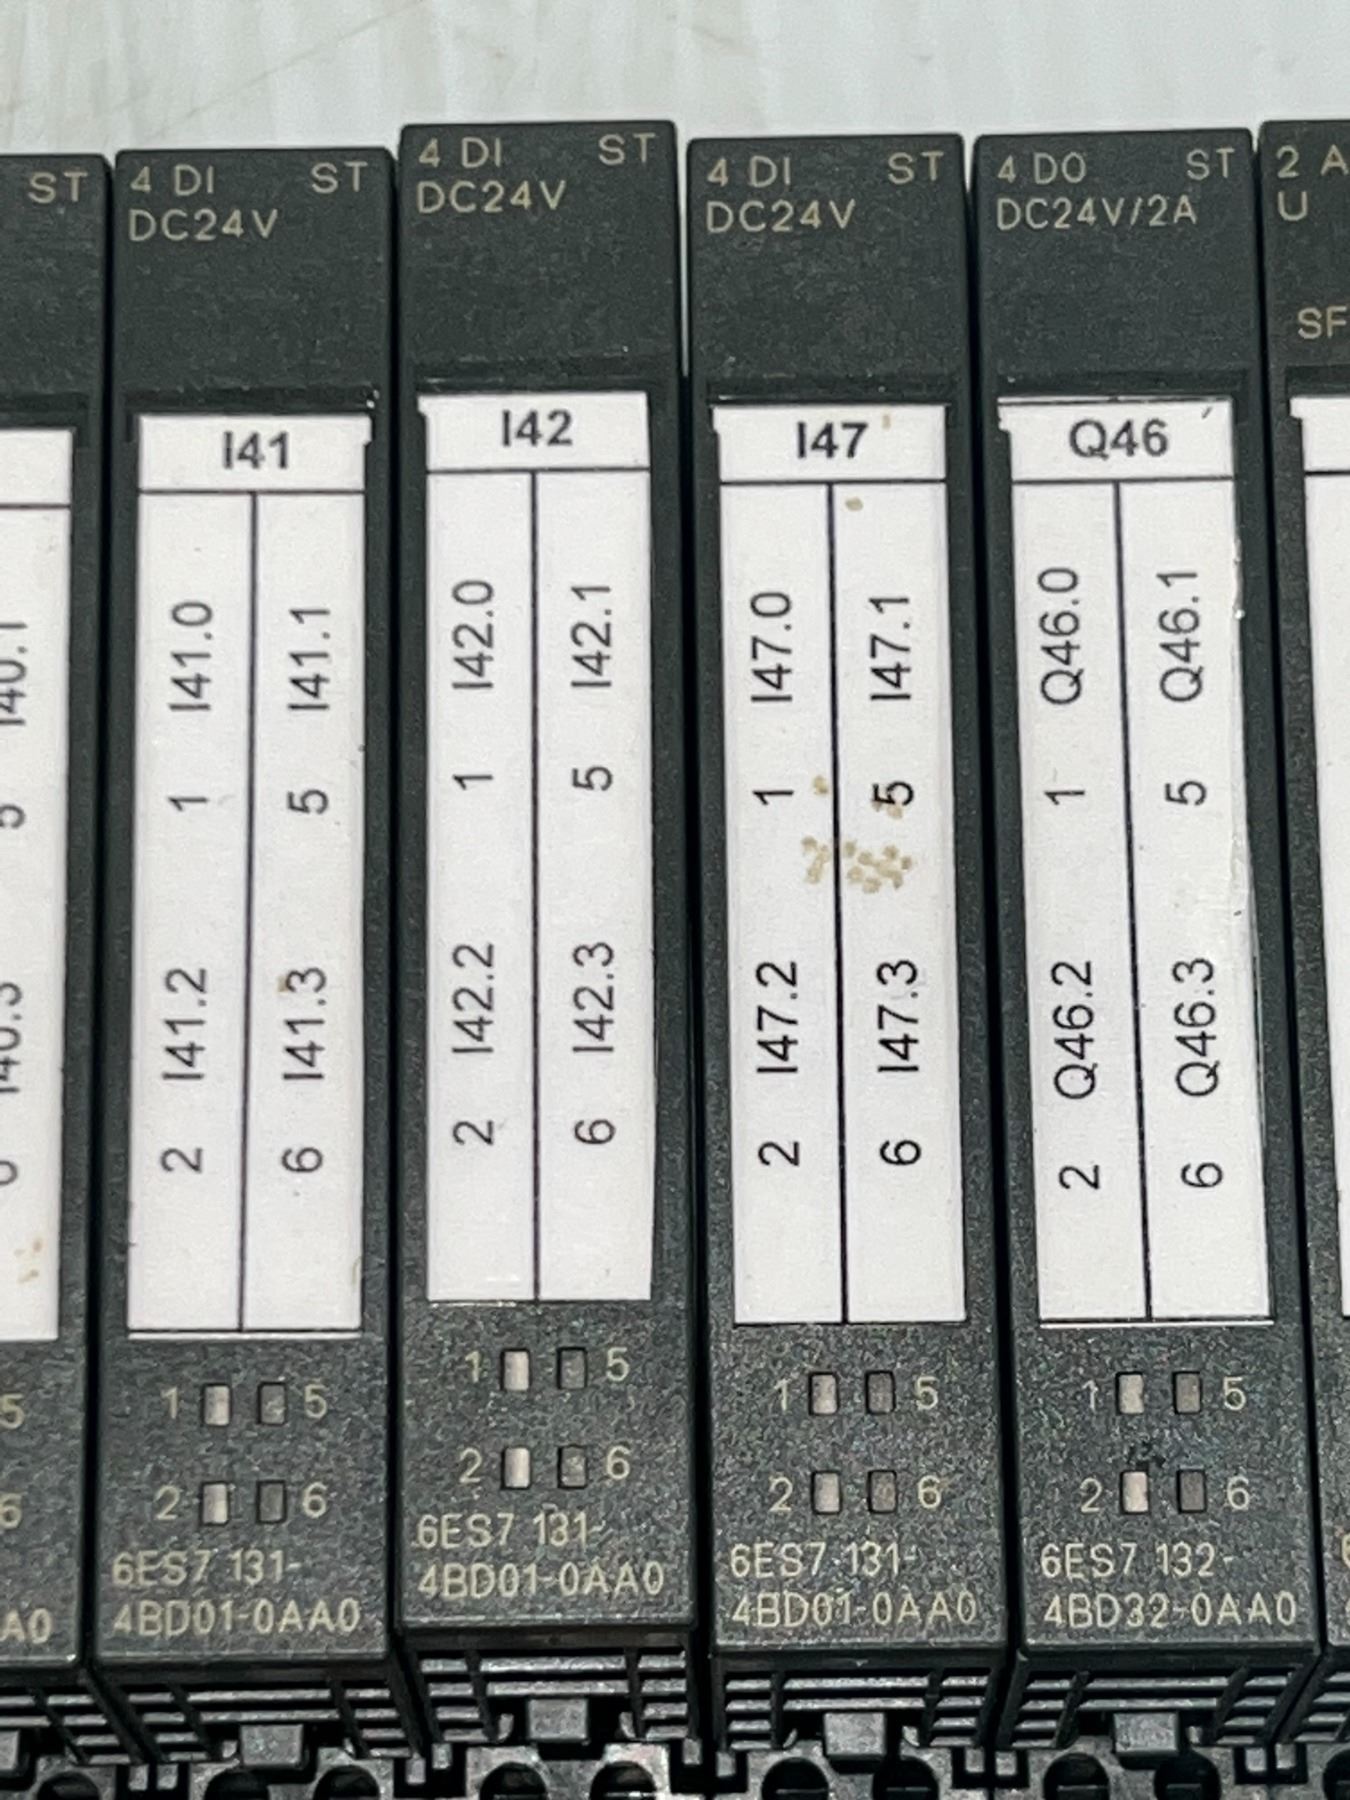 ST
5
6
AA0
4 DI ST
DC24V
I41
1 I41.0
5 I41.1
2 I41.2
6 I41.3
1 5
2 6
6ES7 131-
4BD01-0AA0
4 DI ST
DC24V
I42
1 I42.0
5 I42.1
2 I42.2
6 I42.3
1 5
2 6
6ES7 131-
4BD01-0AA0
4 DI ST
DC24V
I47
1 I47.0
5 I47.1
2 I47.2
6 I47.3
1 5
2 6
6ES7 131-
4BD01-0AA0
4 DO ST
DC24V/2A
Q46
1 Q46.0
5 Q46.1
2 Q46.2
6 Q46.3
1 5
2 6
6ES7 132-
4BD32-0AA0
2 A
U
SF